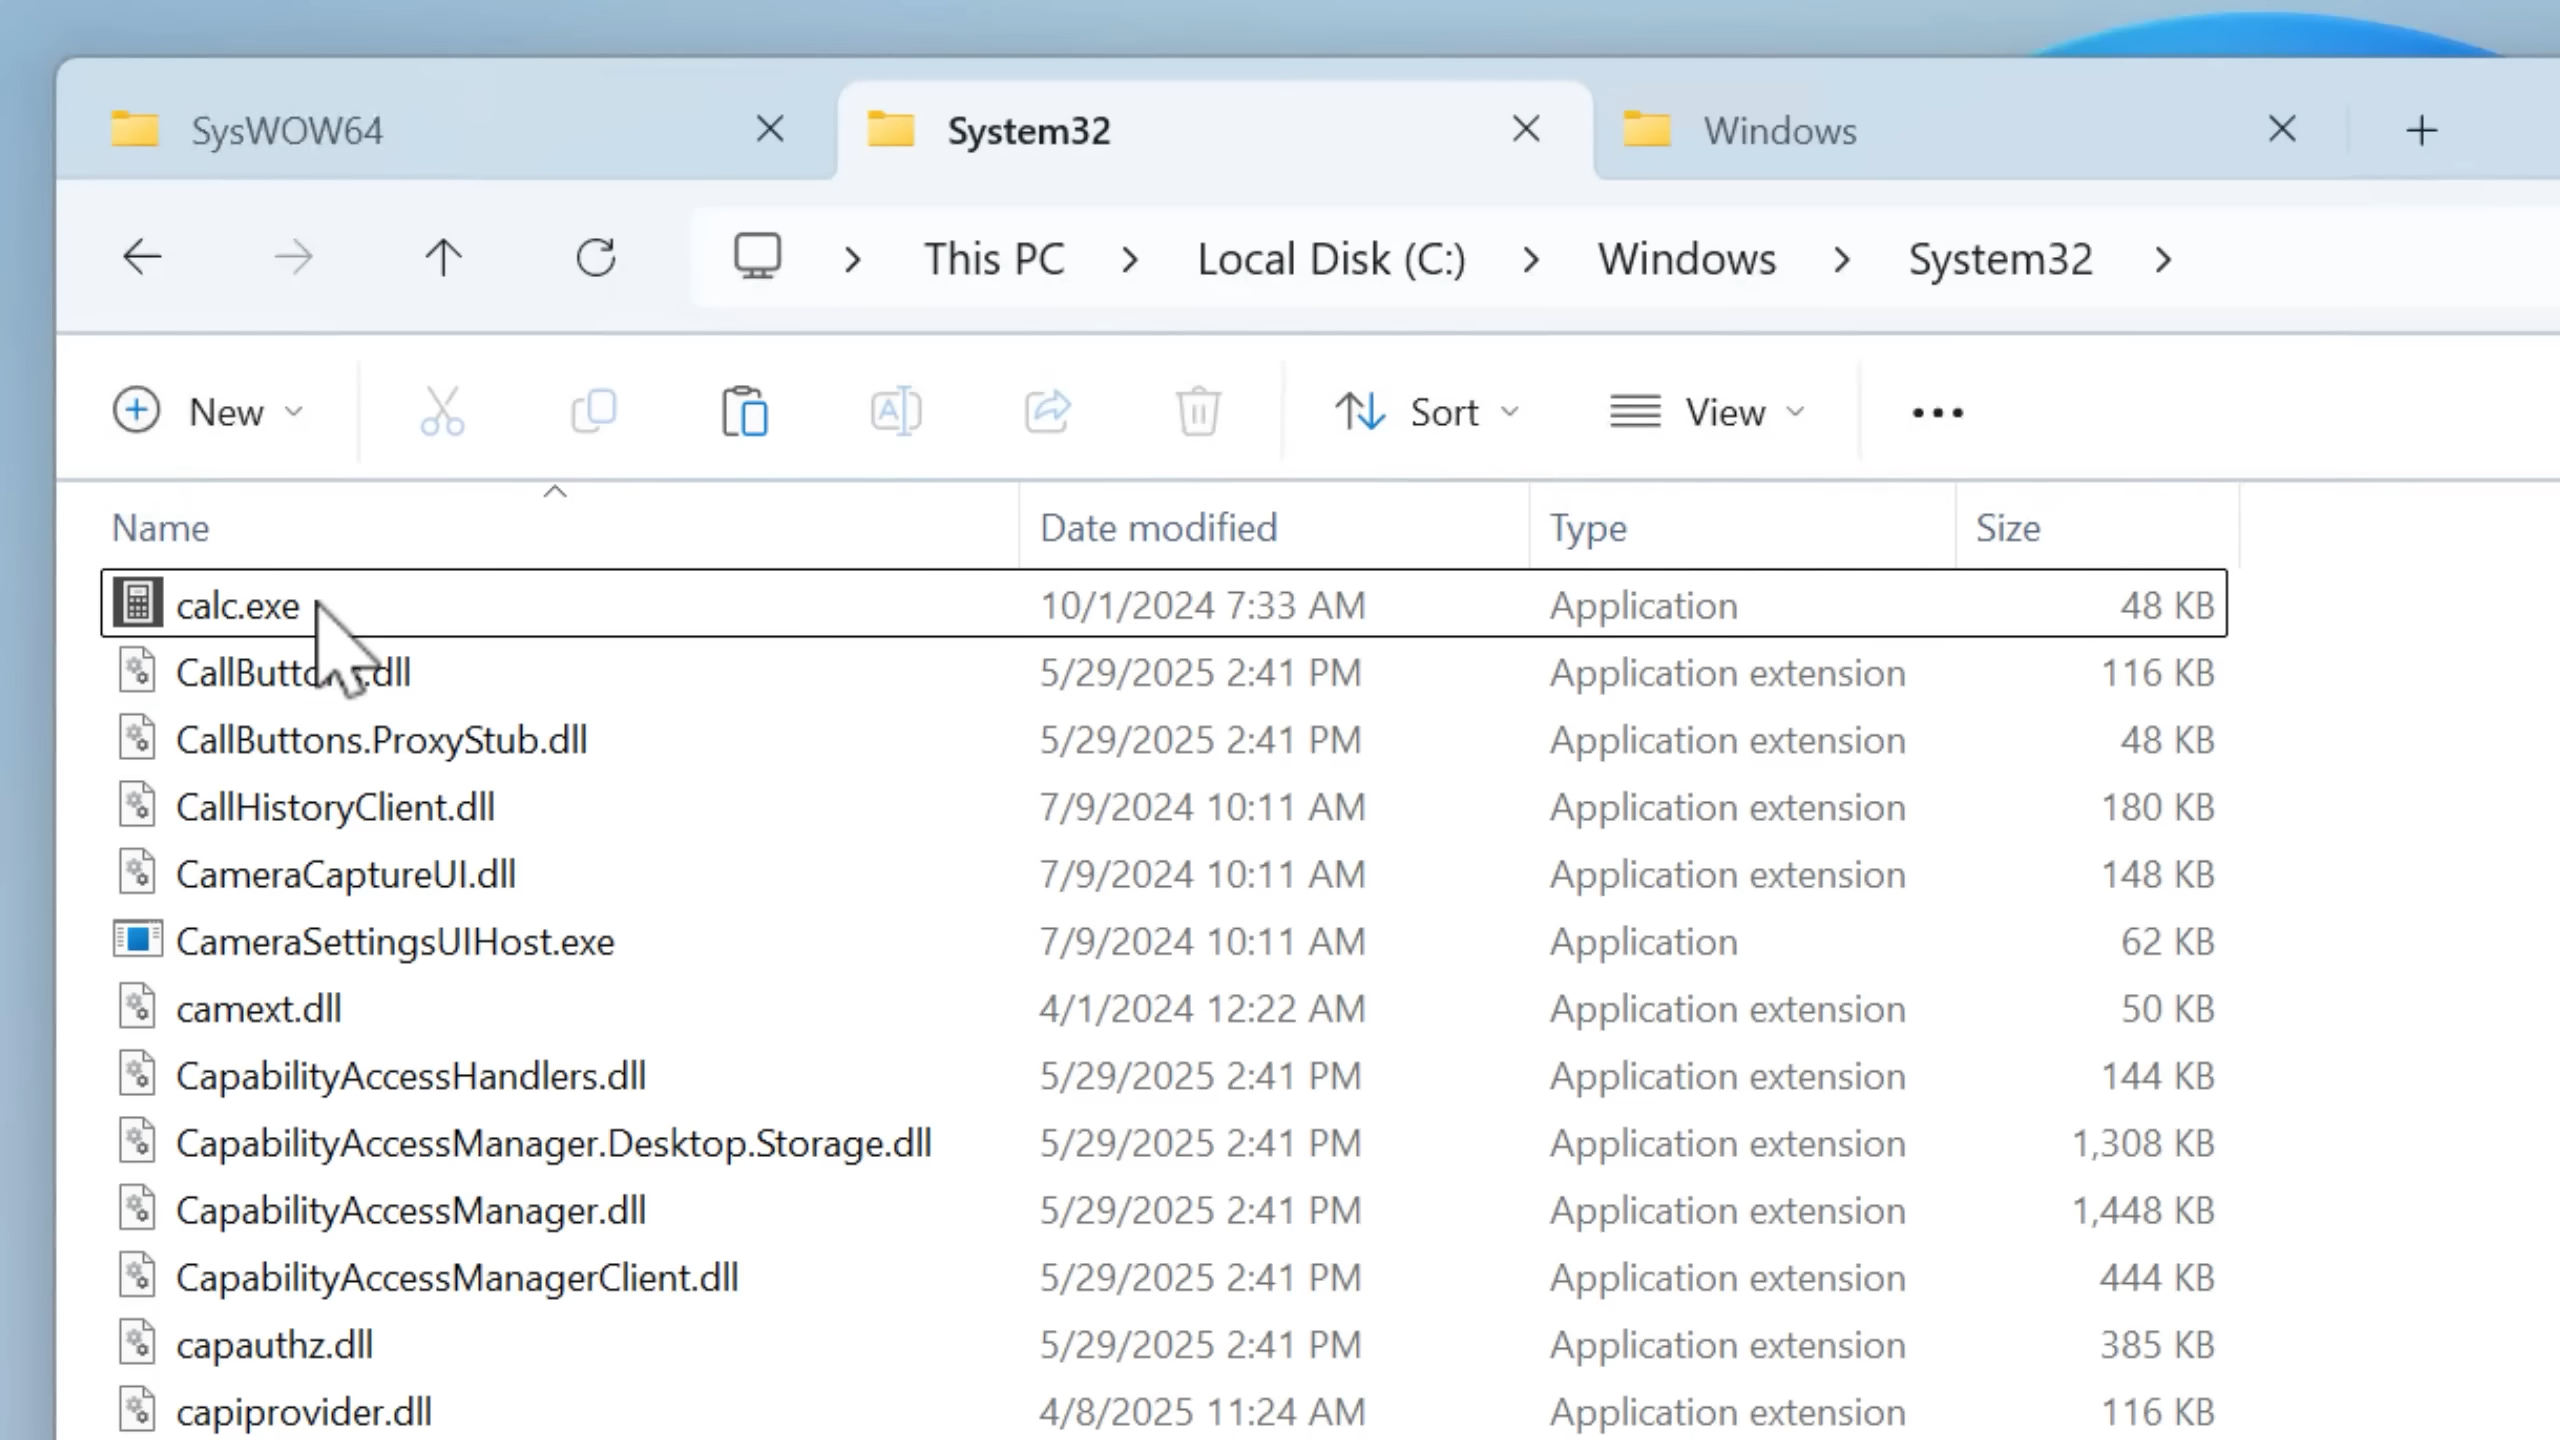 SysWOW64 System32 Windows
This PC > Local Disk (C:) > Windows > System32 >
New Sort View
Name Date modified Type Size
calc.exe 10/1/2024 7:33 AM Application 48 KB
5/29/2025 2:41 PM Application extension 116 KB
CallButtons.ProxyStub.dll 5/29/2025 2:41 PM Application extension 48 KB
CallHistoryClient.dll 7/9/2024 10:11 AM Application extension 180 KB
CameraCaptureUI.dll 7/9/2024 10:11 AM Application extension 148 KB
CameraSettingsUIHost.exe 7/9/2024 10:11 AM Application 62 KB
camext.dll 4/1/2024 12:22 AM Application extension 50 KB
CapabilityAccessHandlers.dll 5/29/2025 2:41 PM Application extension 144 KB
CapabilityAccessManager.Desktop.Storage.dll 5/29/2025 2:41 PM Application extension 1,308 KB
CapabilityAccessManager.dll 5/29/2025 2:41 PM Application extension 1,448 KB
CapabilityAccessManagerClient.dll 5/29/2025 2:41 PM Application extension 444 KB
capauthz.dll 5/29/2025 2:41 PM Application extension 385 KB
capiprovider.dll 4/8/2025 11:24 AM Application extension 116 KB